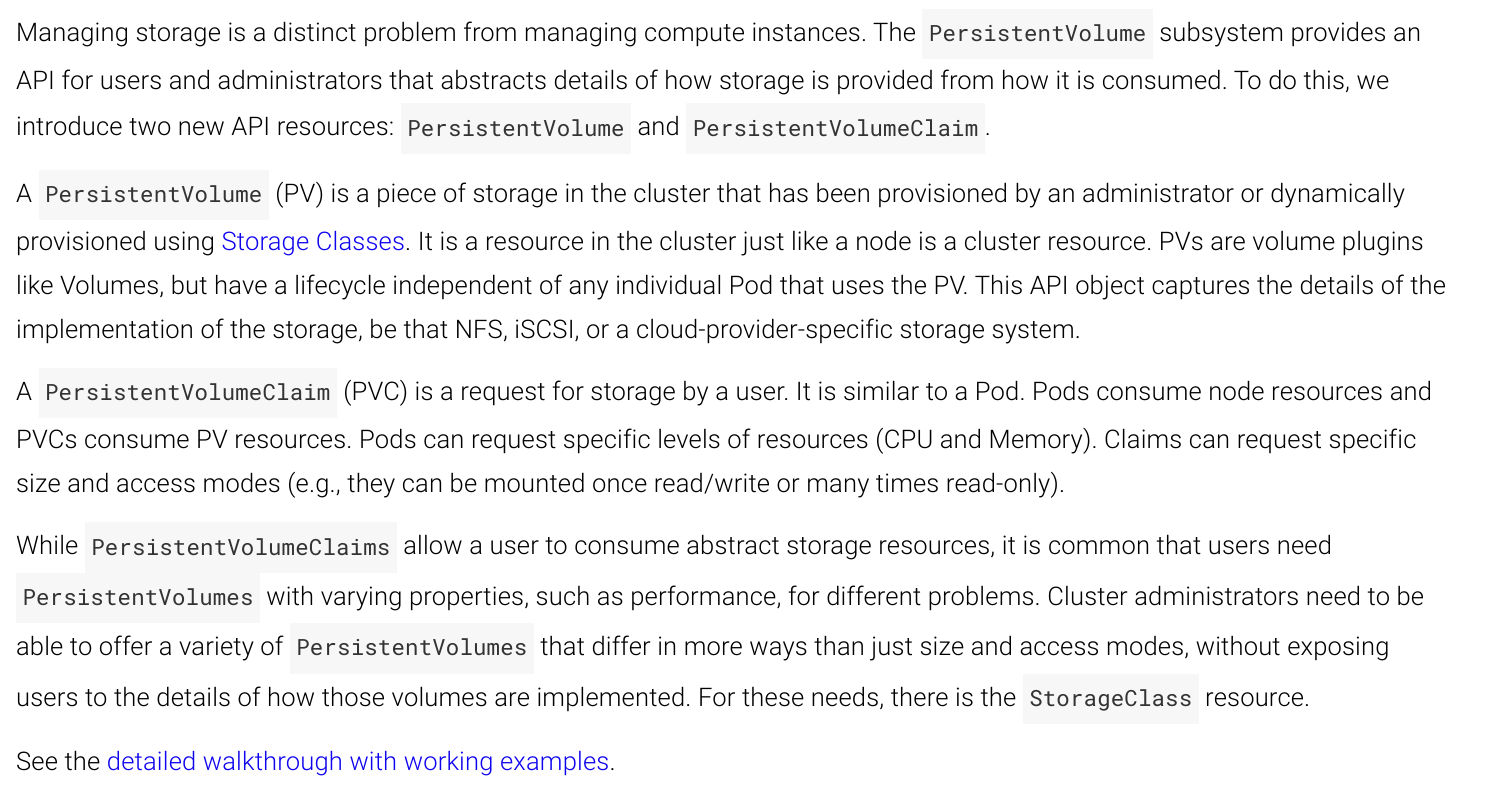 Managing storage is a distinct problem from managing compute instances. The PersistentVolume subsystem provides an
API for users and administrators that abstracts details of how storage is provided from how it is consumed. To do this, we
introduce two new API resources: PersistentVolume and PersistentVolumeClaim.
A PersistentVolume (PV) is a piece of storage in the cluster that has been provisioned by an administrator or dynamically
provisioned using Storage Classes. It is a resource in the cluster just like a node is a cluster resource. PVs are volume plugins
like Volumes, but have a lifecycle independent of any individual Pod that uses the PV. This API object captures the details of the
implementation of the storage, be that NFS, iSCSI, or a cloud-provider-specific storage system.
A PersistentVolumeClaim (PVC) is a request for storage by a user. It is similar to a Pod. Pods consume node resources and
PVCs consume PV resources. Pods can request specific levels of resources (CPU and Memory). Claims can request specific
size and access modes (e.g., they can be mounted once read/write or many times read-only).
While PersistentVolumeClaims allow a user to consume abstract storage resources, it is common that users need
PersistentVolumes with varying properties, such as performance, for different problems. Cluster administrators need to be
able to offer a variety of PersistentVolumes that differ in more ways than just size and access modes, without exposing
users to the details of how those volumes are implemented. For these needs, there is the StorageClass resource.
See the detailed walkthrough with working examples.